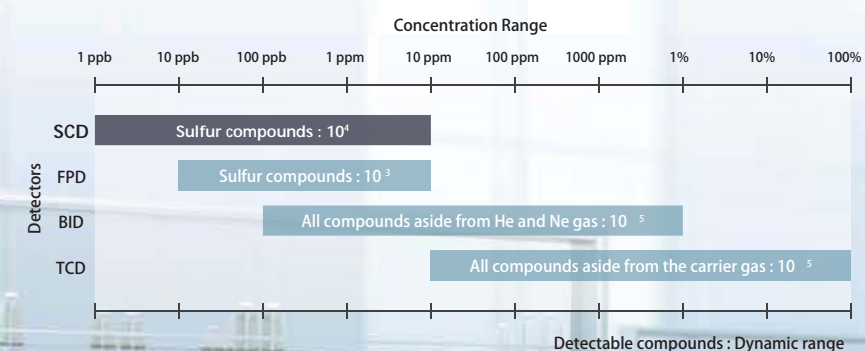 Concentration Range
1 ppb 10 ppb 100 ppb 1 ppm 10 ppm 100 ppm 1000 ppm 1% 10% 100%
Detectors
SCD Sulfur compounds : 10⁴
FPD Sulfur compounds : 10 ³
BID All compounds aside from He and Ne gas : 10 ⁵
TCD All compounds aside from the carrier gas : 10 ⁵
Detectable compounds : Dynamic range